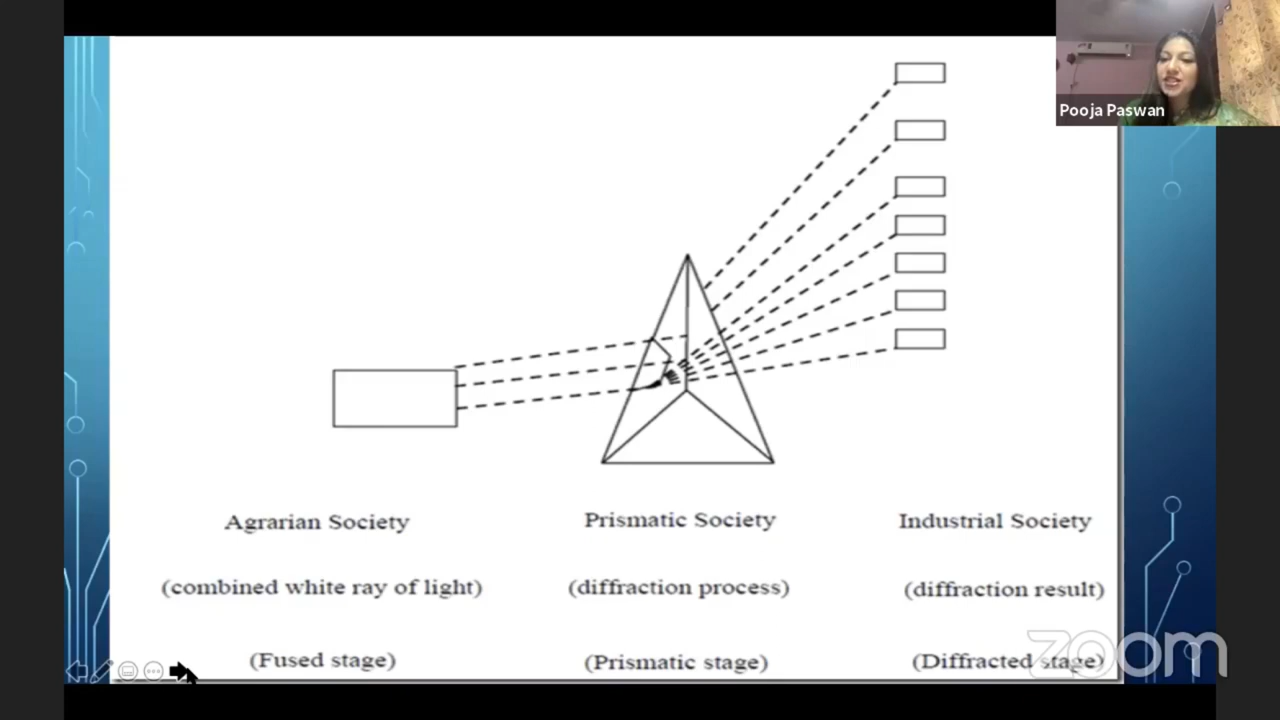 Pooja Paswan
Agrarian Society
Prismatic Society
Industrial Society
(combined white ray of light)
(diffraction process)
(diffraction result)
(Fused stage)
(Prismatic stage)
(Diffracted stage)
zoom